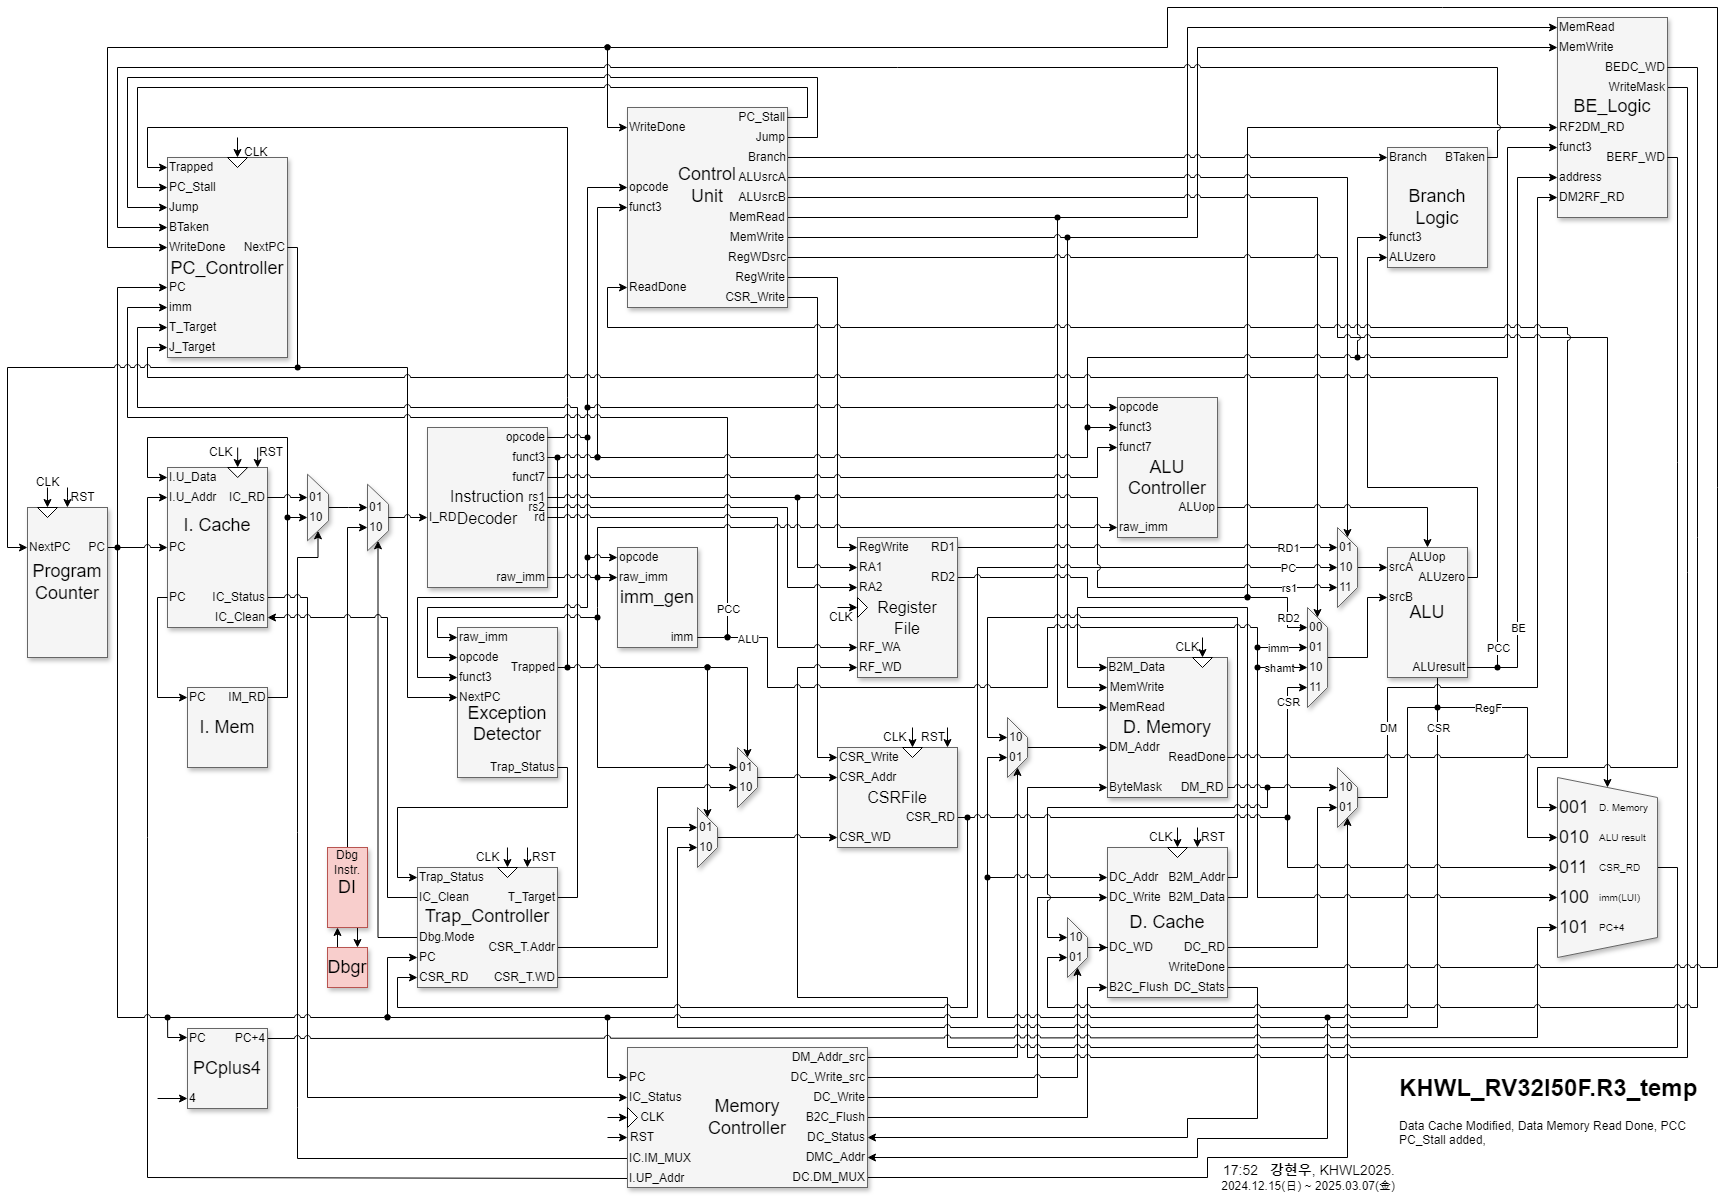 MemRead
MemWrite
BEDC_WD
WriteMask
BE_Logic
RF2DM_RD
funct3
BERF_WD
address
DM2RF_RD
WriteDone
PC_Stall
Jump
Branch
Control
Unit
ALUsrcA
opcode
ALUsrcB
funct3
MemRead
MemWrite
RegWDsrc
RegWrite
ReadDone
CSR_Write
Branch
BTaken
Branch
Logic
funct3
ALUzero
CLK
Trapped
PC_Stall
Jump
BTaken
WriteDone
NextPC
PC_Controller
PC
imm
T_Target
J_Target
CLK
RST
NextPC
PC
Program
Counter
CLK
RST
I.U_Data
I.U_Addr
IC_RD
I. Cache
PC
PC
IC_Status
IC_Clean
PC
IM_RD
I. Mem
01
10
01
10
opcode
funct3
funct7
Instruction
rs1
rs2
I_RD
Decoder
rd
raw_imm
opcode
raw_imm
imm_gen
imm
PCC
ALU
raw_imm
opcode
Trapped
funct3
NextPC
Exception
Detector
Trap_Status
opcode
funct3
funct7
ALU
Controller
ALUop
raw_imm
RegWrite
RD1
RA1
RD2
RA2
Register
File
CLK
RF_WA
RF_WD
RD1
PC
rs1
01
10
11
RD2
imm
shamt
CSR
00
01
10
11
ALUop
srcA
ALUzero
srcB
ALU
ALUresult
PCC
BE
RegF
CSR
DM
CLK
B2M_Data
MemWrite
MemRead
D. Memory
DM_Addr
ReadDone
ByteMask
DM_RD
10
01
10
01
01
10
01
10
CLK
RST
CSR_Write
CSR_Addr
CSRFile
CSR_RD
CSR_WD
001 D. Memory
010 ALU result
011 CSR_RD
100 imm(LUI)
101 PC+4
CLK
RST
DC_Addr
B2M_Addr
DC_Write
B2M_Data
D. Cache
DC_WD
DC_RD
WriteDone
B2C_Flush
DC_Stats
10
01
Dbg
Instr.
DI
Dbgr
CLK
RST
Trap_Status
IC_Clean
T_Target
Trap_Controller
Dbg.Mode
CSR_T.Addr
PC
CSR_RD
CSR_T.WD
PC
PC+4
PCplus4
4
DM_Addr_src
PC
DC_Write_src
IC_Status
DC_Write
Memory
Controller
CLK
B2C_Flush
RST
DC_Status
IC.IM_MUX
DMC_Addr
I.UP_Addr
DC.DM_MUX
KHWL_RV32I50F.R3_temp
Data Cache Modified, Data Memory Read Done, PCC
PC_Stall added,
17:52 강현우, KHWL2025.
2024.12.15(日) ~ 2025.03.07(金)